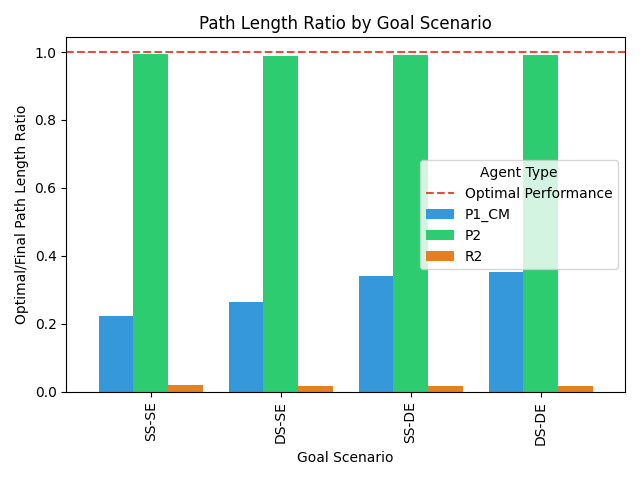 Path Length Ratio by Goal Scenario
Optimal/Final Path Length Ratio
1.0
0.8
0.6
0.4
0.2
0.0
Agent Type
Optimal Performance
P1_CM
P2
R2
SS-SE
DS-SE
SS-DE
DS-DE
Goal Scenario